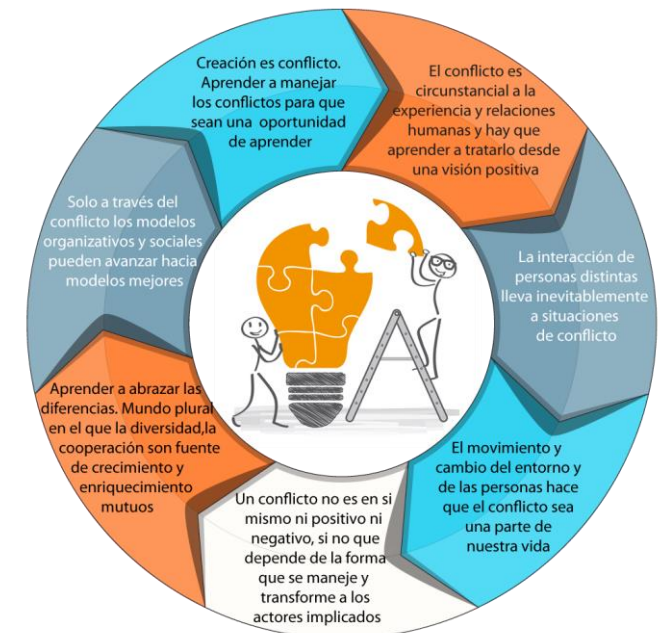 Creación es conflicto.
Aprender a manejar
los conflictos para que
sean una oportunidad
de aprender
El conflicto es
circunstancial a la
experiencia y relaciones
humanas y hay que
aprender a tratarlo desde
una visión positiva
La interacción de
personas distintas
lleva inevitablemente
a situaciones
de conflicto
El movimiento y
cambio del entorno y
de las personas hace
que el conflicto sea
una parte de
nuestra vida
Un conflicto no es en si
mismo ni positivo ni
negativo, si no que
depende de la forma
que se maneje y
transforme a los
actores implicados
Aprender a abrazar las
diferencias. Mundo plural
en el que la diversidad,la
cooperación son fuente
de crecimiento y
enriquecimiento
mutuos
Solo a través del
conflicto los modelos
organizativos y sociales
pueden avanzar hacia
modelos mejores